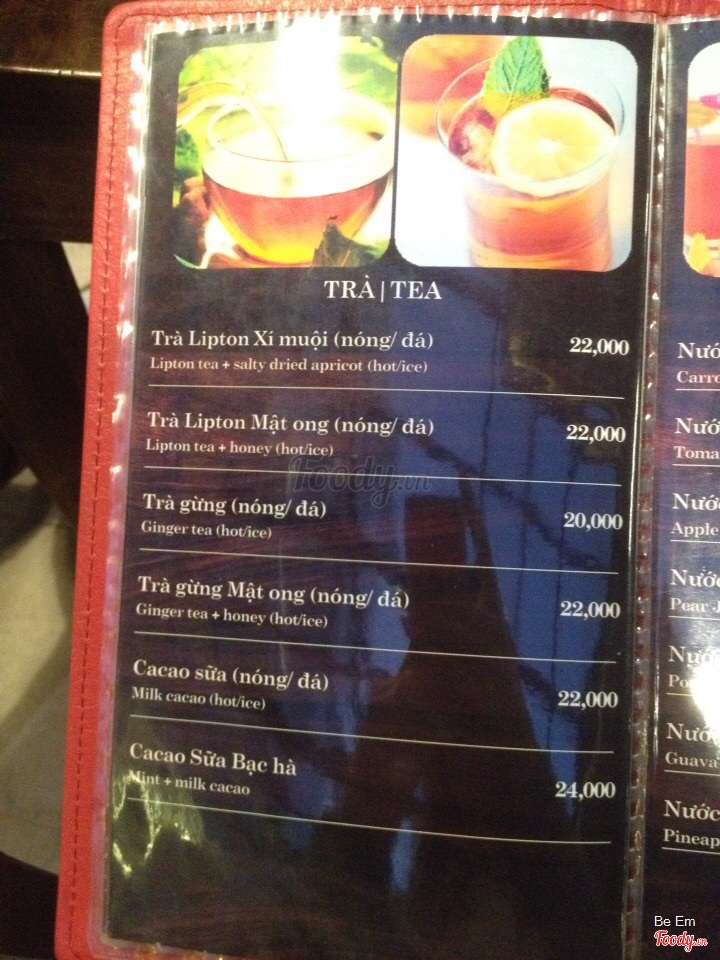 TRÀ | TEA
Trà Lipton Xí muội (nóng/ đá) 22,000
Lipton tea + salty dried apricot (hot/ice)
Trà Lipton Mật ong (nóng/ đá) 22,000
Lipton tea + honey (hot/ice)
Trà gừng (nóng/ đá) 20,000
Ginger tea (hot/ice)
Trà gừng Mật ong (nóng/ đá) 22,000
Ginger tea + honey (hot/ice)
Cacao sữa (nóng/ đá) 22,000
Milk cacao (hot/ice)
Cacao Sữa Bạc hà 24,000
Mint + milk cacao
Foody.vn
Nướ
Carro
Nướ
Toma
Nước
Apple
Nước
Pear J
Nước
Guava
Nước
Pineap
Be Em
Foody.vn